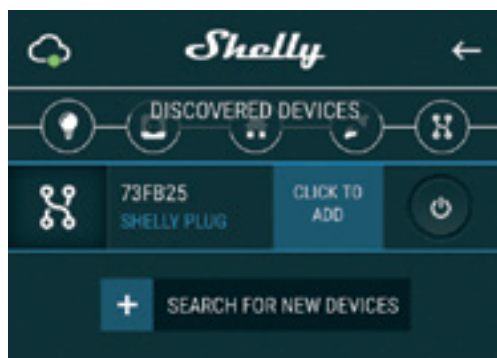 Shelly
DISCOVERED DEVICES
73FB25
SHELLY PLUG
CLICK TO
ADD
+ SEARCH FOR NEW DEVICES